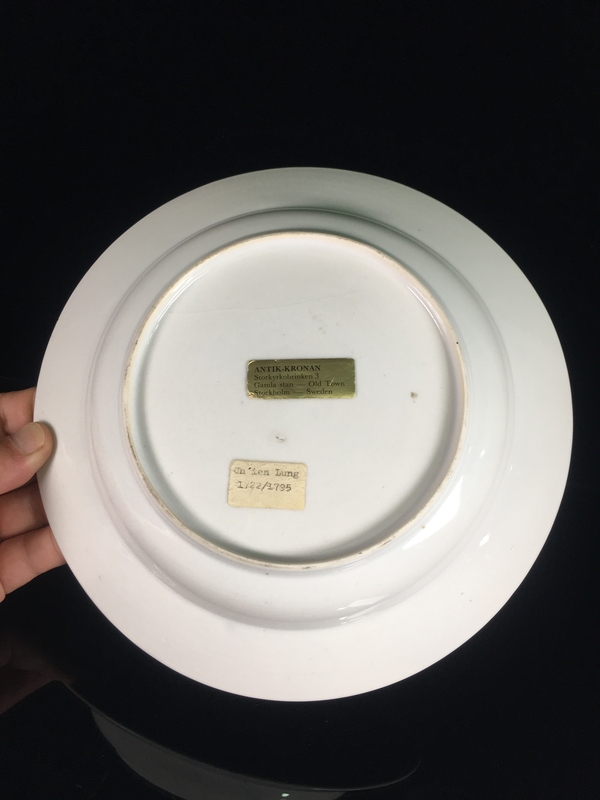 ANTIK-KRONAN
Storkyrkobrinken 3
Gamla stan — Old Town
Stockholm — Sweden
Ch'ien Lung
1722/1795